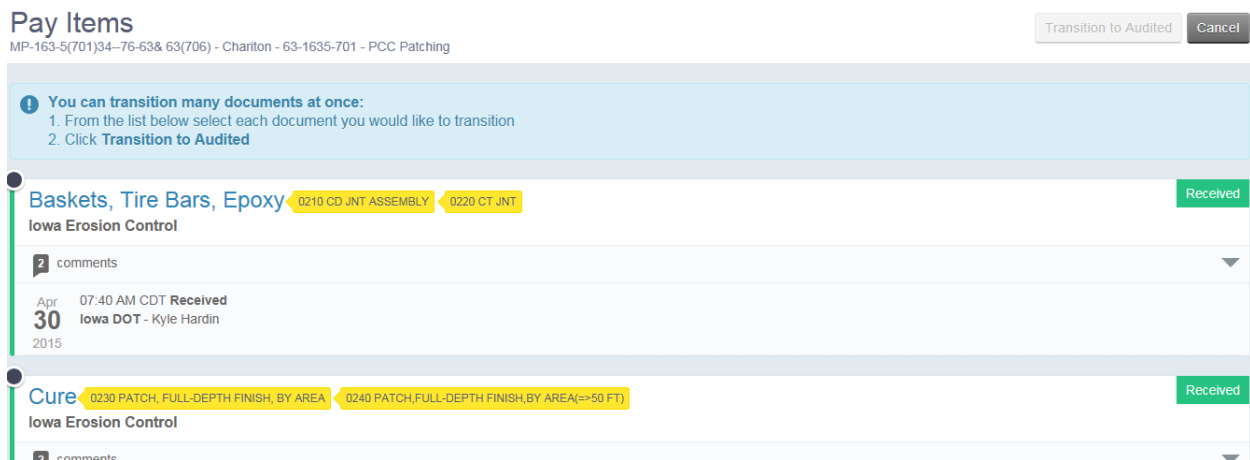 Pay Items
Transition to Audited
Cancel
MP-163-5(701)34--76-63& 63(706) - Chariton - 63-1635-701 - PCC Patching
You can transition many documents at once:
1. From the list below select each document you would like to transition
2. Click Transition to Audited
Baskets, Tire Bars, Epoxy 0210 CD JNT ASSEMBLY 0220 CT JNT
Received
Iowa Erosion Control
2 comments
Apr
30
2015
07:40 AM CDT Received
Iowa DOT - Kyle Hardin
Cure 0230 PATCH, FULL-DEPTH FINISH, BY AREA 0240 PATCH,FULL-DEPTH FINISH,BY AREA(=>50 FT)
Received
Iowa Erosion Control
2 comments